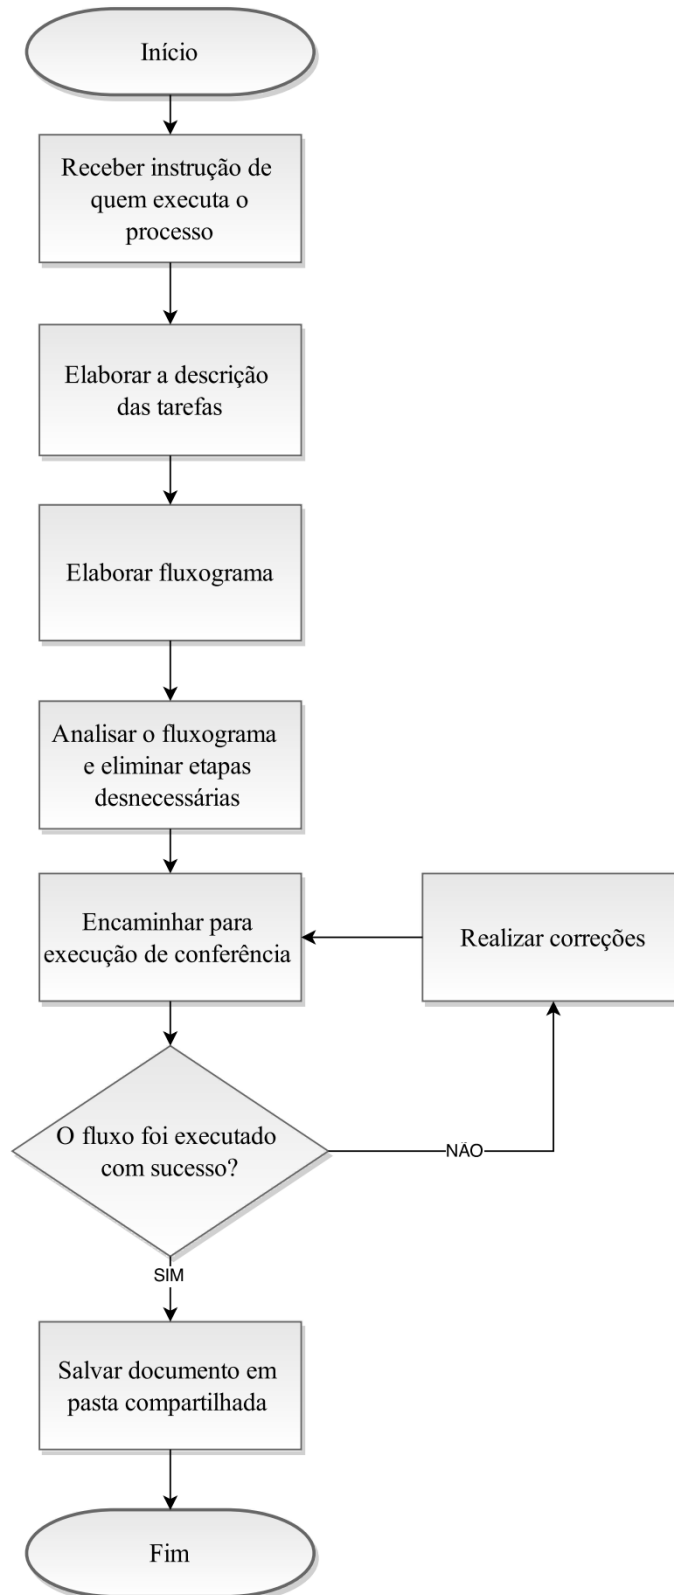 Início
Receber instrução de
quem executa o
processo
Elaborar a descrição
das tarefas
Elaborar fluxograma
Analisar o fluxograma
e eliminar etapas
desnecessárias
Encaminhar para
execução de conferência
Realizar correções
O fluxo foi executado
com sucesso?
NÃO
SIM
Salvar documento em
pasta compartilhada
Fim